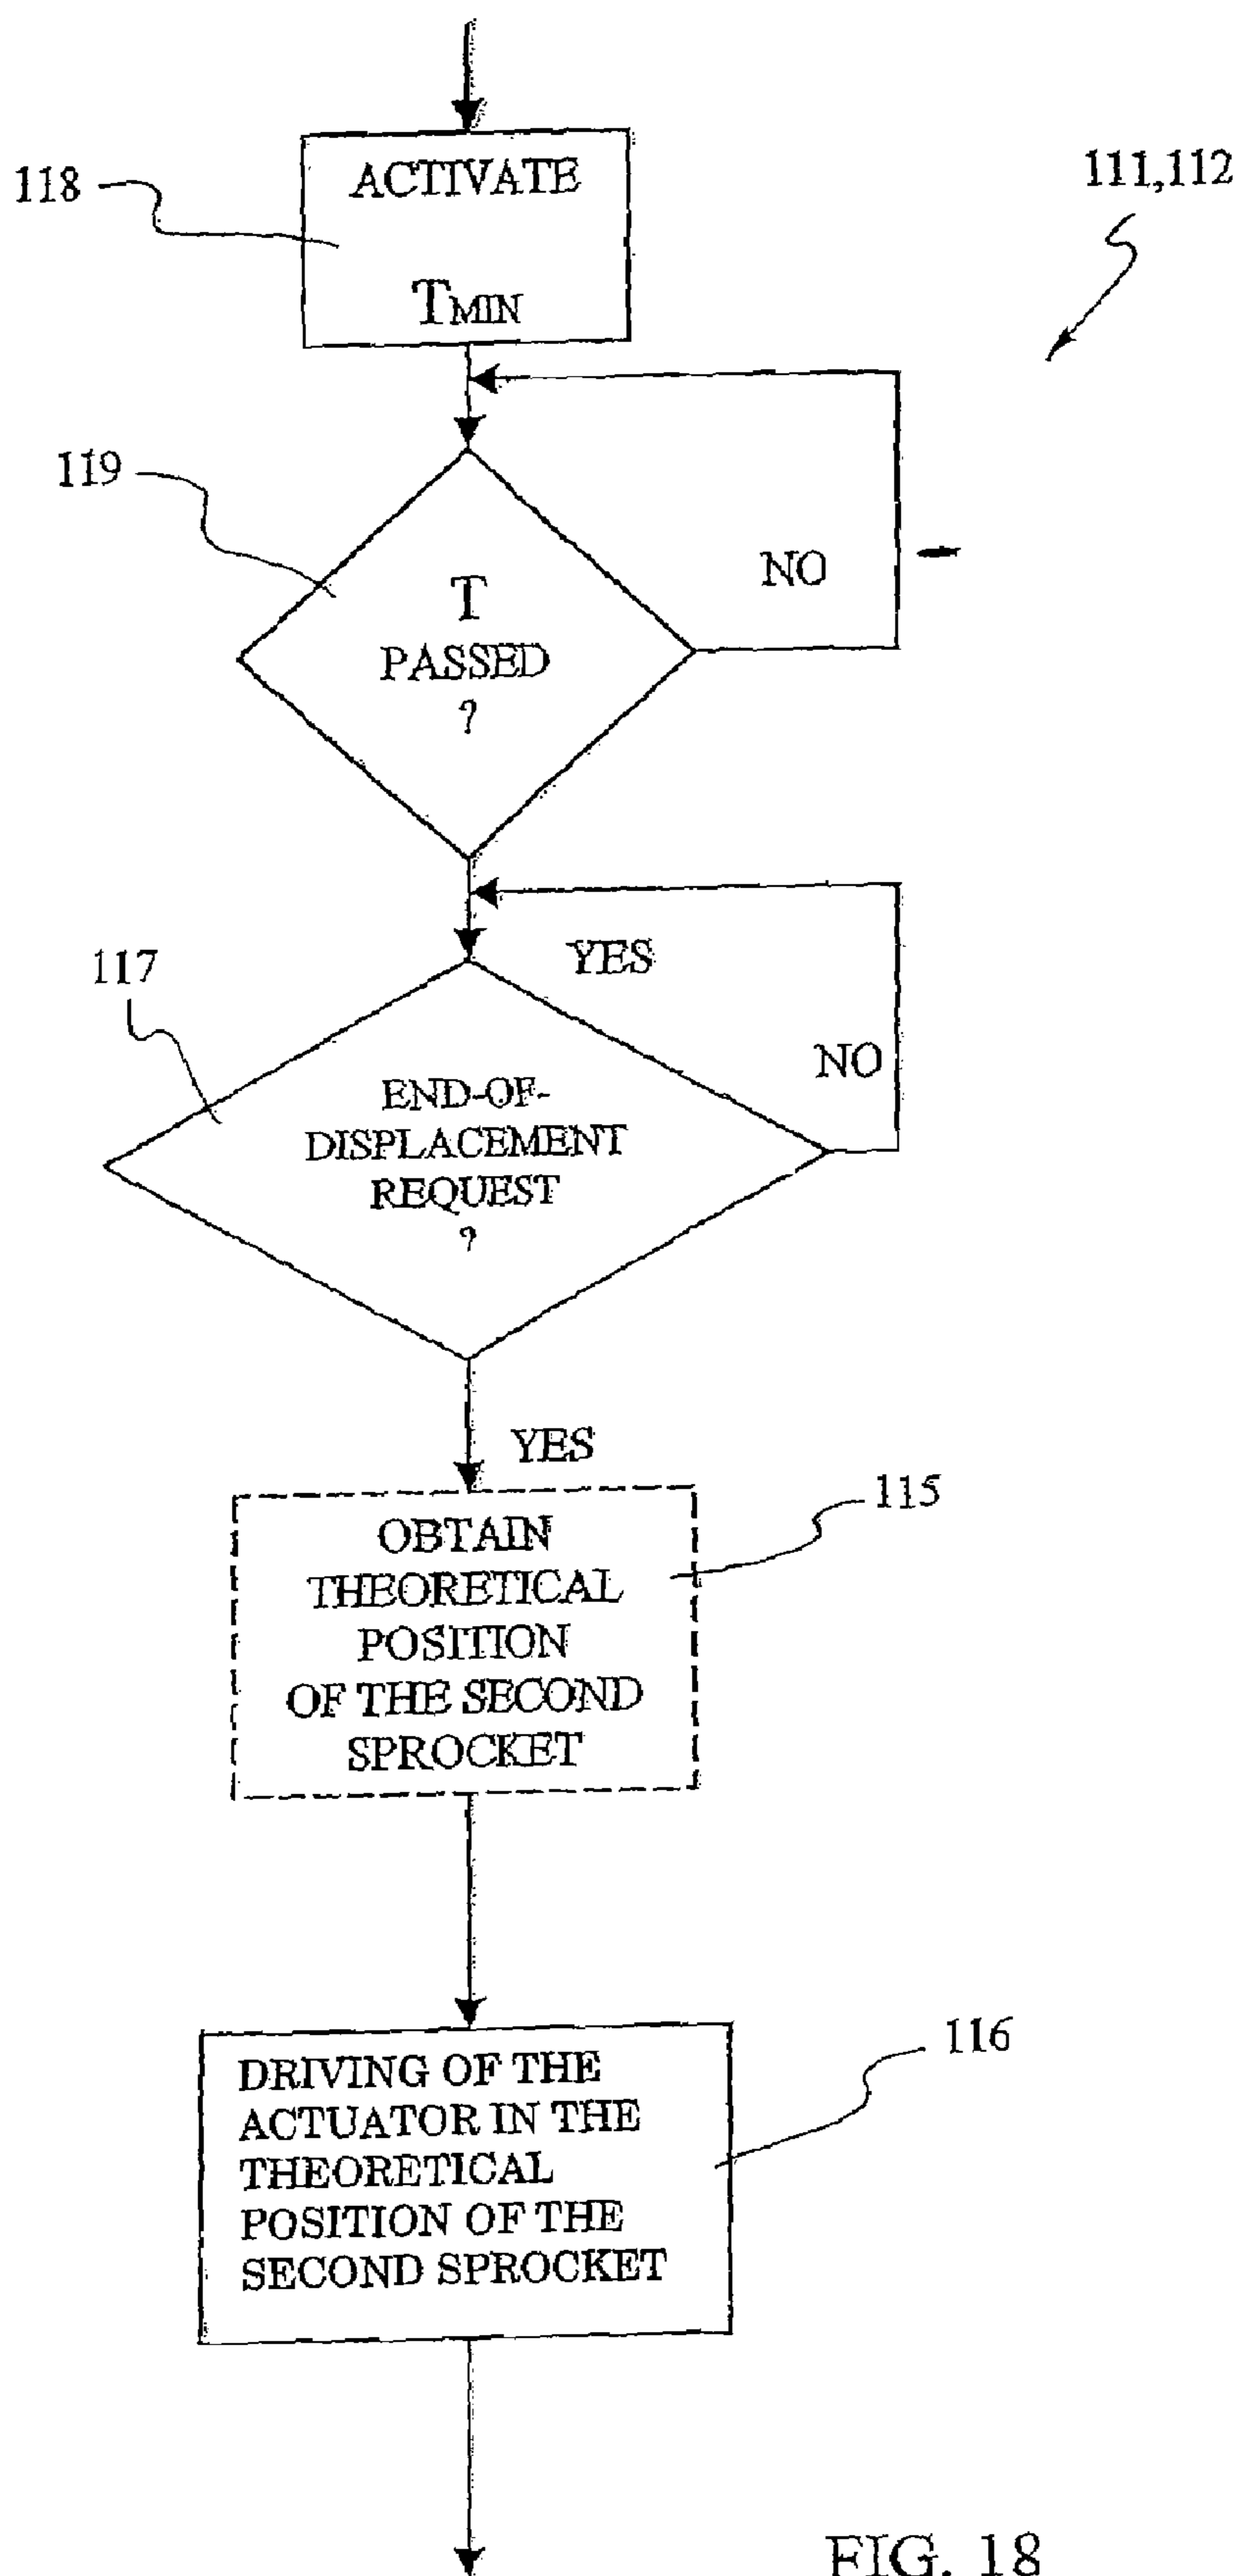 ACTIVATE
118
111,112
TMIN
119
NO
T
PASSED
?
YES
117
NO
END-OF-
DISPLACEMENT
REQUEST
?
YES
115
OBTAIN
THEORETICAL
POSITION
OF THE SECOND
SPROCKET
116
DRIVING OF THE
ACTUATOR IN THE
THEORETICAL
POSITION OF THE
SECOND SPROCKET
FIG. 18